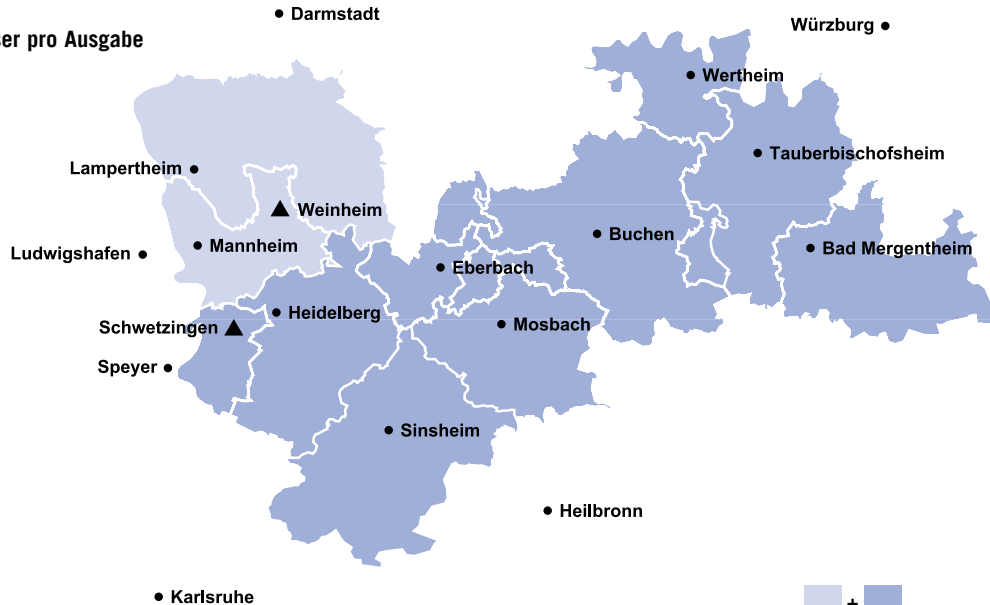 Darmstadt
Würzburg
pro Ausgabe
Wertheim
Tauberbischofsheim
Lampertheim
Weinheim
Buchen
Mannheim
Bad Mergentheim
Ludwigshafen
Eberbach
Heidelberg
Mosbach
Schwetzingen
Speyer
Sinsheim
Heilbronn
Karlsruhe
+